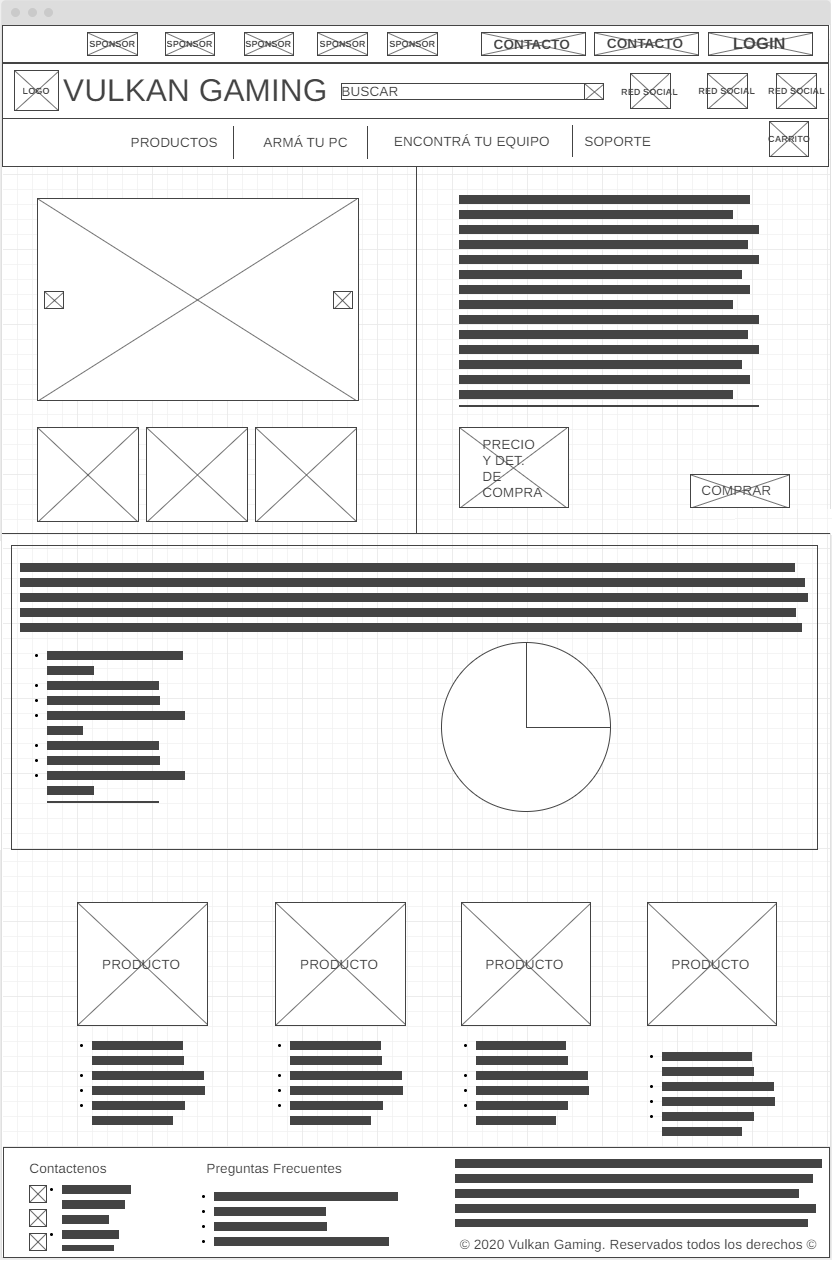 SPONSOR SPONSOR SPONSOR SPONSOR SPONSOR CONTACTO CONTACTO LOGIN
LOGO VULKAN GAMING BUSCAR RED SOCIAL RED SOCIAL RED SOCIAL
PRODUCTOS ARMÁ TU PC ENCONTRÁ TU EQUIPO SOPORTE CARRITO
PRECIO
Y DET.
DE
COMPRA
COMPRAR
PRODUCTO PRODUCTO PRODUCTO PRODUCTO
Contactenos Preguntas Frecuentes
© 2020 Vulkan Gaming. Reservados todos los derechos ©